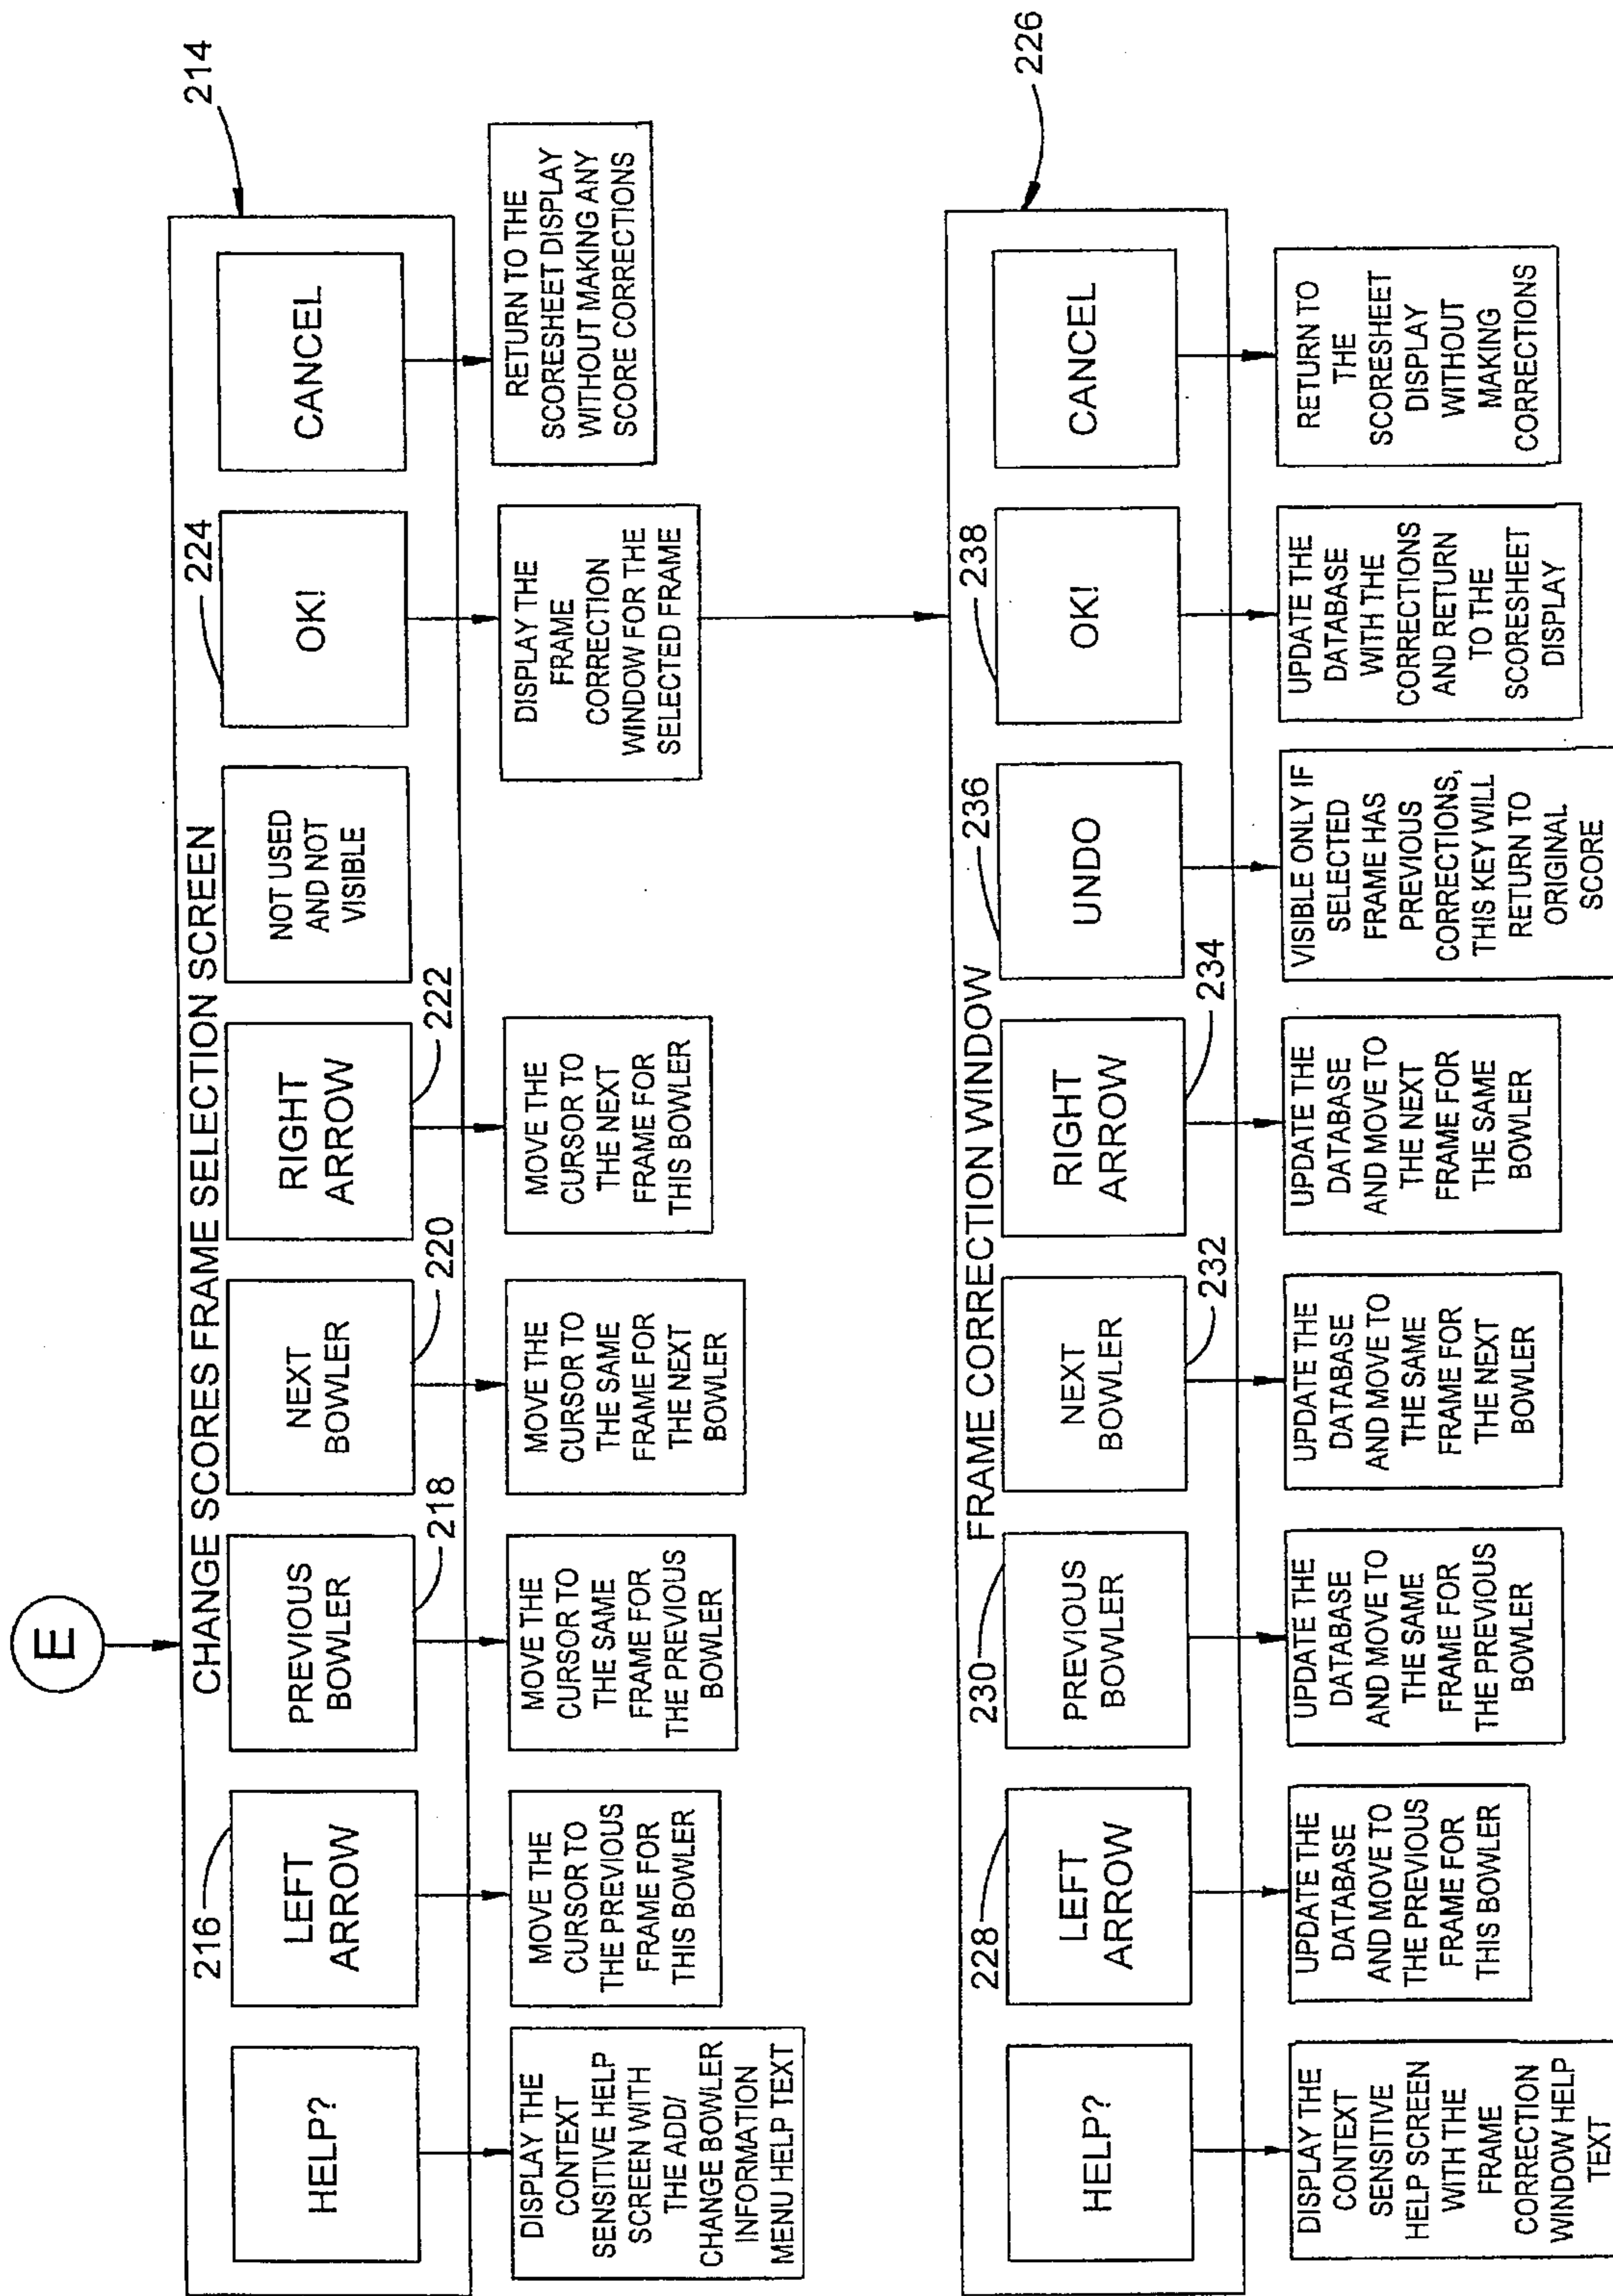 E
CHANGE SCORES FRAME SELECTION SCREEN
214
HELP?
216
LEFT
ARROW
PREVIOUS
BOWLER
218
NEXT
BOWLER
220
RIGHT
ARROW
222
NOT USED
AND NOT
VISIBLE
224
OK!
CANCEL
DISPLAY THE
CONTEXT
SENSITIVE HELP
SCREEN WITH
THE ADD/
CHANGE BOWLER
INFORMATION
MENU HELP TEXT
MOVE THE
CURSOR TO
THE PREVIOUS
FRAME FOR
THIS BOWLER
MOVE THE
CURSOR TO
THE SAME
FRAME FOR
THE PREVIOUS
BOWLER
MOVE THE
CURSOR TO
THE SAME
FRAME FOR
THE NEXT
BOWLER
MOVE THE
CURSOR TO
THE NEXT
FRAME FOR
THIS BOWLER
DISPLAY THE
FRAME
CORRECTION
WINDOW FOR THE
SELECTED FRAME
RETURN TO THE
SCORESHEET DISPLAY
WITHOUT MAKING ANY
SCORE CORRECTIONS
FRAME CORRECTION WINDOW
226
HELP?
228
LEFT
ARROW
230
PREVIOUS
BOWLER
NEXT
BOWLER
232
RIGHT
ARROW
234
236
UNDO
238
OK!
CANCEL
DISPLAY THE
CONTEXT
SENSITIVE
HELP SCREEN
WITH THE
FRAME
CORRECTION
WINDOW HELP
TEXT
UPDATE THE
DATABASE
AND MOVE TO
THE PREVIOUS
FRAME FOR
THIS BOWLER
UPDATE THE
DATABASE
AND MOVE TO
THE SAME
FRAME FOR
THE PREVIOUS
BOWLER
UPDATE THE
DATABASE
AND MOVE TO
THE SAME
FRAME FOR
THE NEXT
BOWLER
UPDATE THE
DATABASE
AND MOVE TO
THE NEXT
FRAME FOR
THE SAME
BOWLER
VISIBLE ONLY IF
SELECTED
FRAME HAS
PREVIOUS
CORRECTIONS,
THIS KEY WILL
RETURN TO
ORIGINAL
SCORE
UPDATE THE
DATABASE
WITH THE
CORRECTIONS
AND RETURN
TO THE
SCORESHEET
DISPLAY
RETURN TO
THE
SCORESHEET
DISPLAY
WITHOUT
MAKING
CORRECTIONS